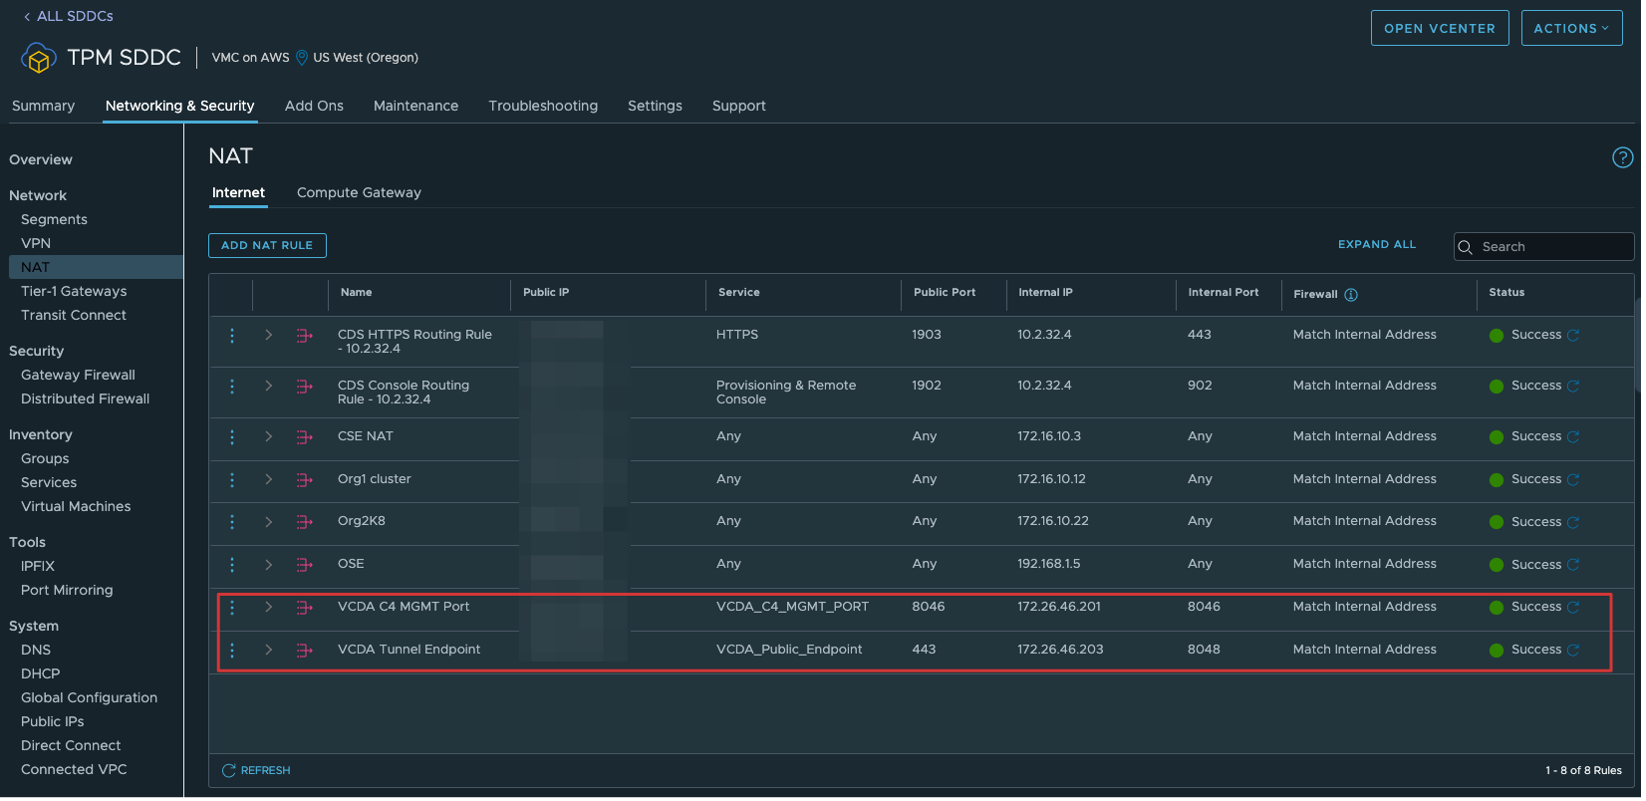 ALL SDDCs
TPM SDDC
VMC on AWS US West (Oregon)
OPEN VCENTER
ACTIONS
Summary Networking & Security Add Ons Maintenance Troubleshooting Settings Support
Overview
Network
Segments
VPN
NAT
Tier-1 Gateways
Transit Connect
Security
Gateway Firewall
Distributed Firewall
Inventory
Groups
Services
Virtual Machines
Tools
IPFIX
Port Mirroring
System
DNS
DHCP
Global Configuration
Public IPs
Direct Connect
Connected VPC
NAT
?
Internet Compute Gateway
ADD NAT RULE
EXPAND ALL
Search
Name Public IP Service Public Port Internal IP Internal Port Firewall Status
CDS HTTPS Routing Rule HTTPS 1903 10.2.32.4 443 Match Internal Address Success
- 10.2.32.4
CDS Console Routing Provisioning & Remote 1902 10.2.32.4 902 Match Internal Address Success
Rule - 10.2.32.4 Console
CSE NAT Any Any 172.16.10.3 Any Match Internal Address Success
Org1 cluster Any Any 172.16.10.12 Any Match Internal Address Success
Org2K8 Any Any 172.16.10.22 Any Match Internal Address Success
OSE Any Any 192.168.1.5 Any Match Internal Address Success
VCDA C4 MGMT Port VCDA_C4_MGMT_PORT 8046 172.26.46.201 8046 Match Internal Address Success
VCDA Tunnel Endpoint VCDA_Public_Endpoint 443 172.26.46.203 8048 Match Internal Address Success
REFRESH
1 - 8 of 8 Rules